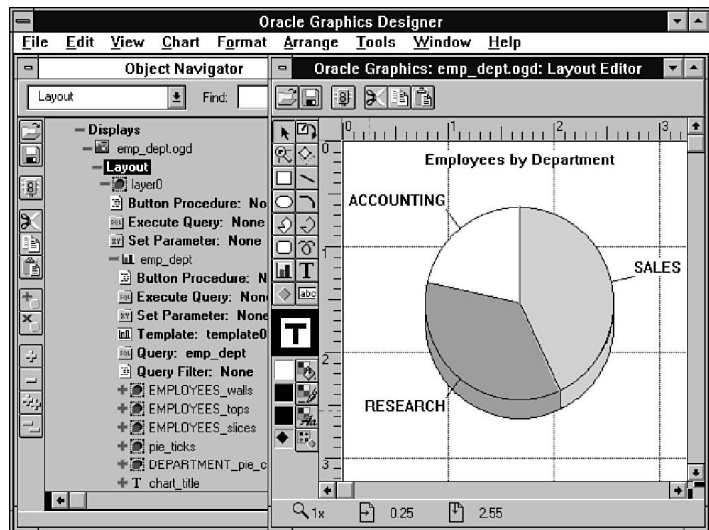 Oracle Graphics Designer
File Edit View Chart Format Arrange Tools Window Help
Object Navigator
Layout
Find:
Displays
emp_dept.ogd
Layout
layer0
Button Procedure: No
Execute Query: None
Set Parameter: None
emp_dept
Button Procedure: N
Execute Query: Non
Set Parameter: None
Template: template0
Query: emp_dept
Query Filter: None
EMPLOYEES_walls
EMPLOYEES_tops
EMPLOYEES_slices
pie_ticks
DEPARTMENT_pie_c
T chart_title
Oracle Graphics: emp_dept.ogd: Layout Editor
0 1 2 3
0
1
2
3
T
abc
T
Aa
Employees by Department
ACCOUNTING
SALES
RESEARCH
1x 0.25 2.55